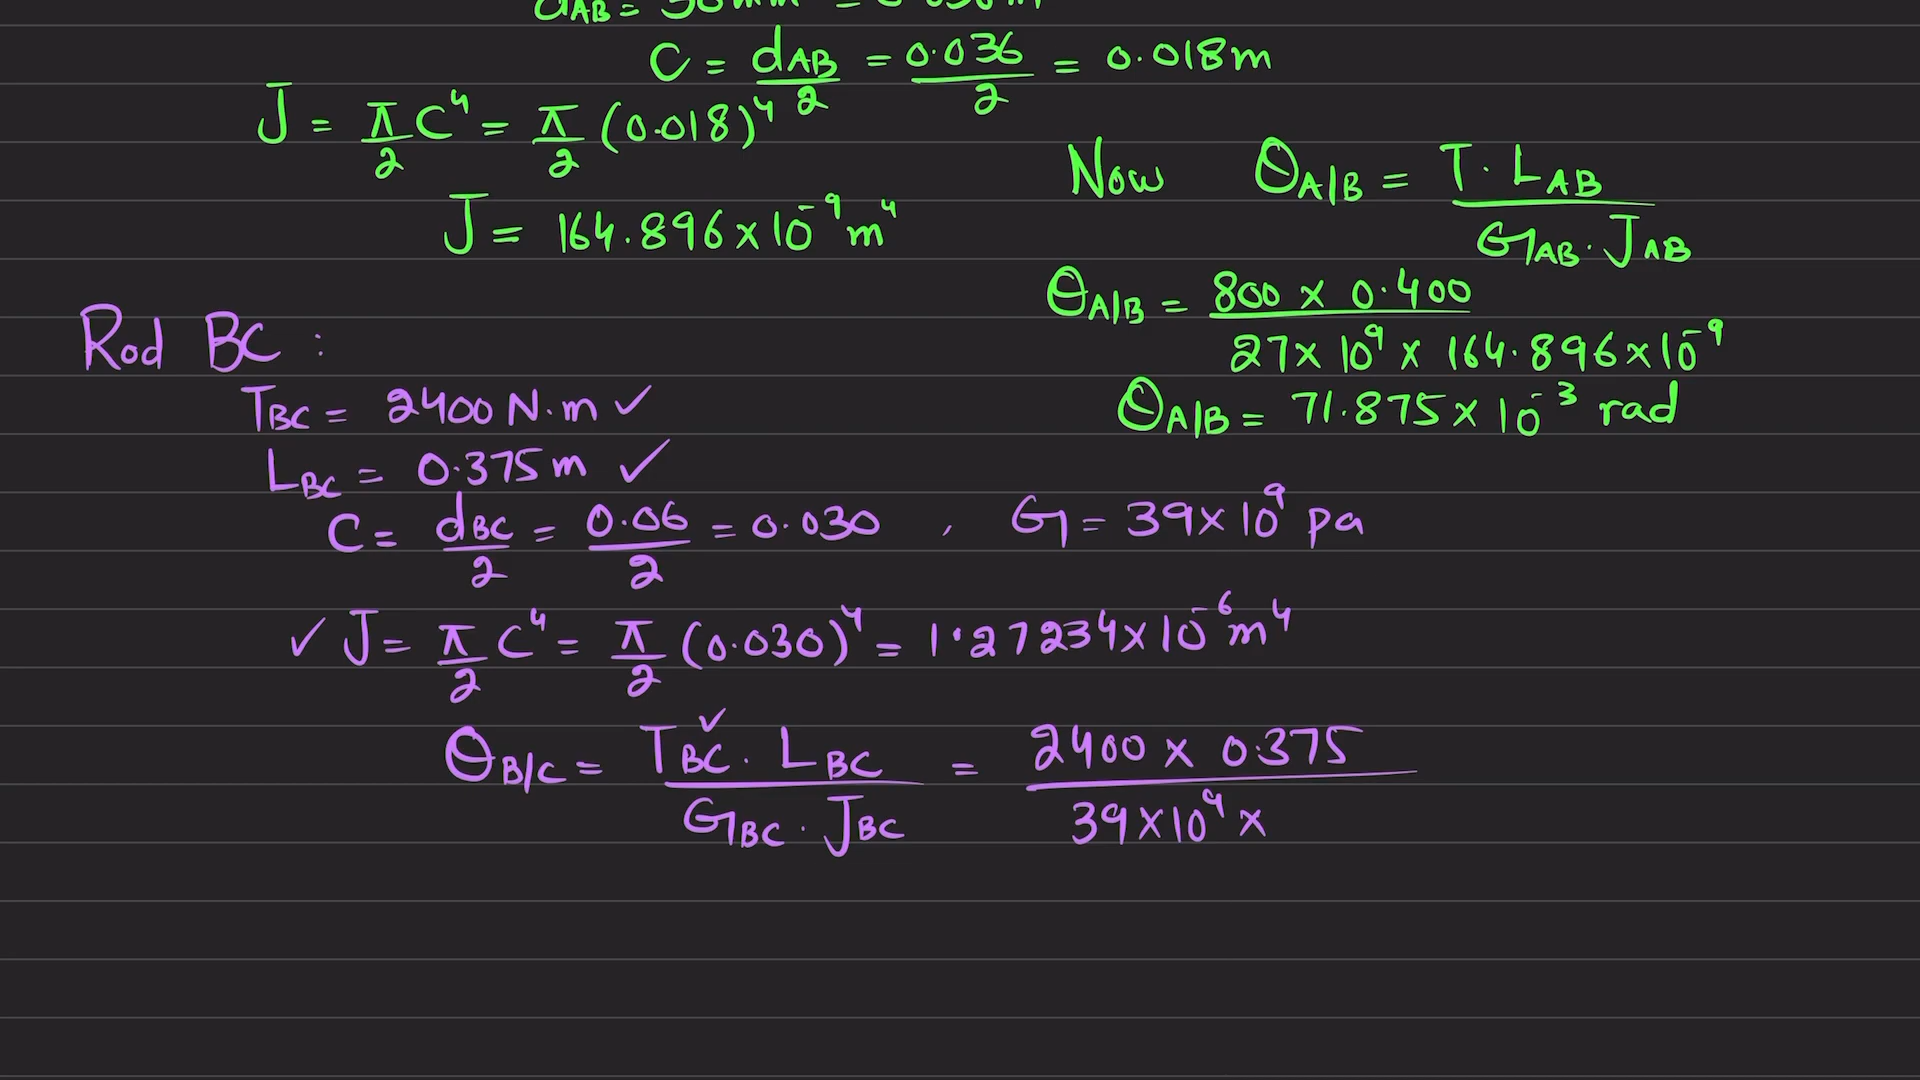 C = dAB/2 = 0.036/2 = 0.018m
J = π/2 C⁴ = π/2 (0.018)⁴
J = 164.896 x 10⁻⁹ m⁴
Now θA/B = T · LAB / GAB · JAB
θA/B = 800 x 0.400 / 27 x 10⁹ x 164.896 x 10⁻⁹
θA/B = 71.875 x 10⁻³ rad
Rod BC :
TBC = 2400 N.m ✓
LBC = 0.375 m ✓
C = dBC/2 = 0.06/2 = 0.030 , G = 39 x 10⁹ pa
✓ J = π/2 C⁴ = π/2 (0.030)⁴ = 1.27234 x 10⁻⁶ m⁴
θB/C = TBC ✓ · LBC / GBC · JBC = 2400 x 0.375 / 39 x 10⁹ x